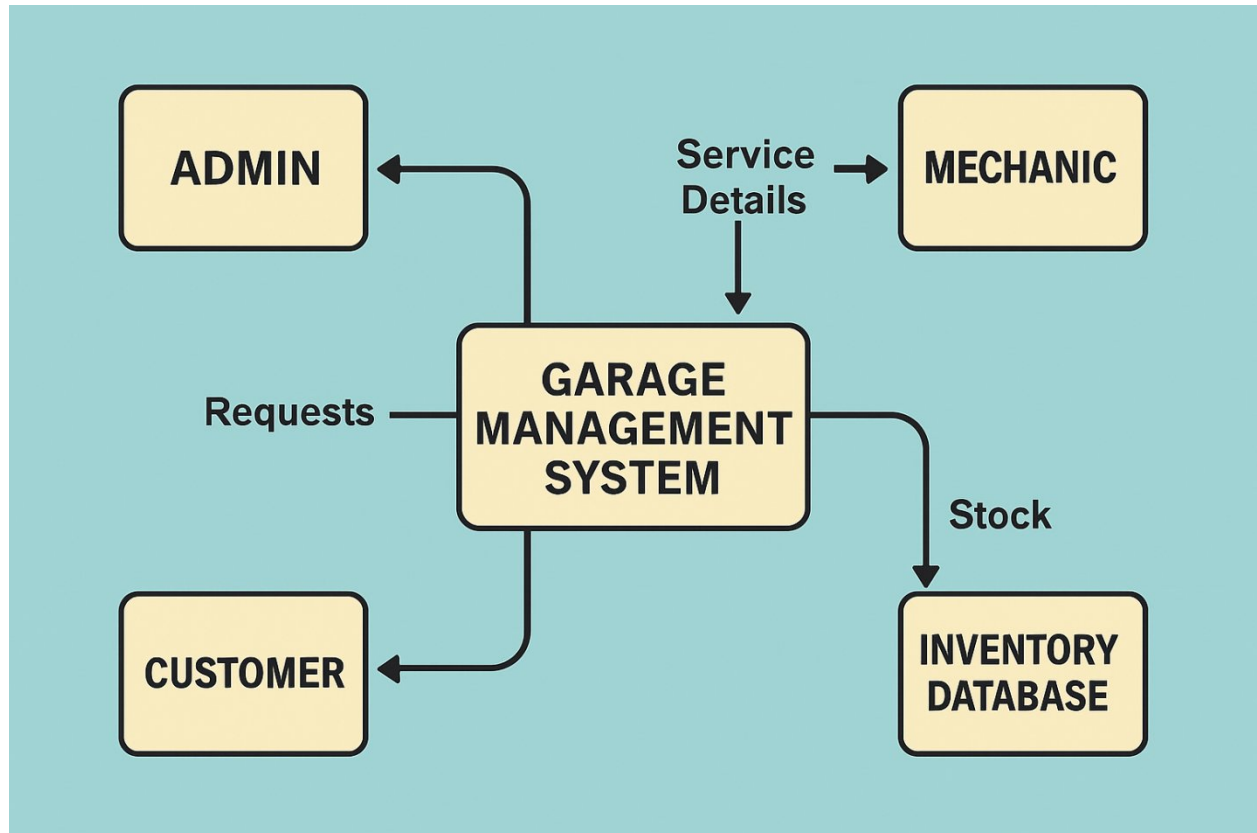 ADMIN
Service
Details
MECHANIC
Requests
GARAGE
MANAGEMENT
SYSTEM
Stock
CUSTOMER
INVENTORY
DATABASE